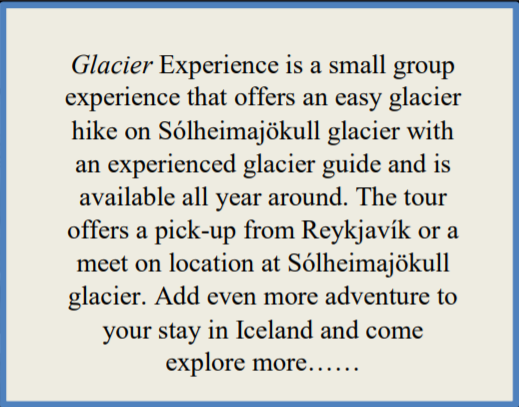 Glacier Experience is a small group
experience that offers an easy glacier
hike on Sólheimajökull glacier with
an experienced glacier guide and is
available all year around. The tour
offers a pick-up from Reykjavík or a
meet on location at Sólheimajökull
glacier. Add even more adventure to
your stay in Iceland and come
explore more……